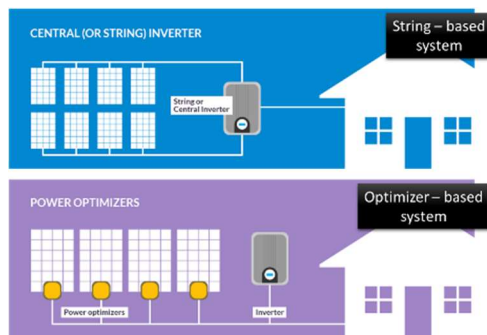 CENTRAL (OR STRING) INVERTER
String – based
system
String or
Central Inverter
POWER OPTIMIZERS
Optimizer – based
system
Power optimizers
Inverter